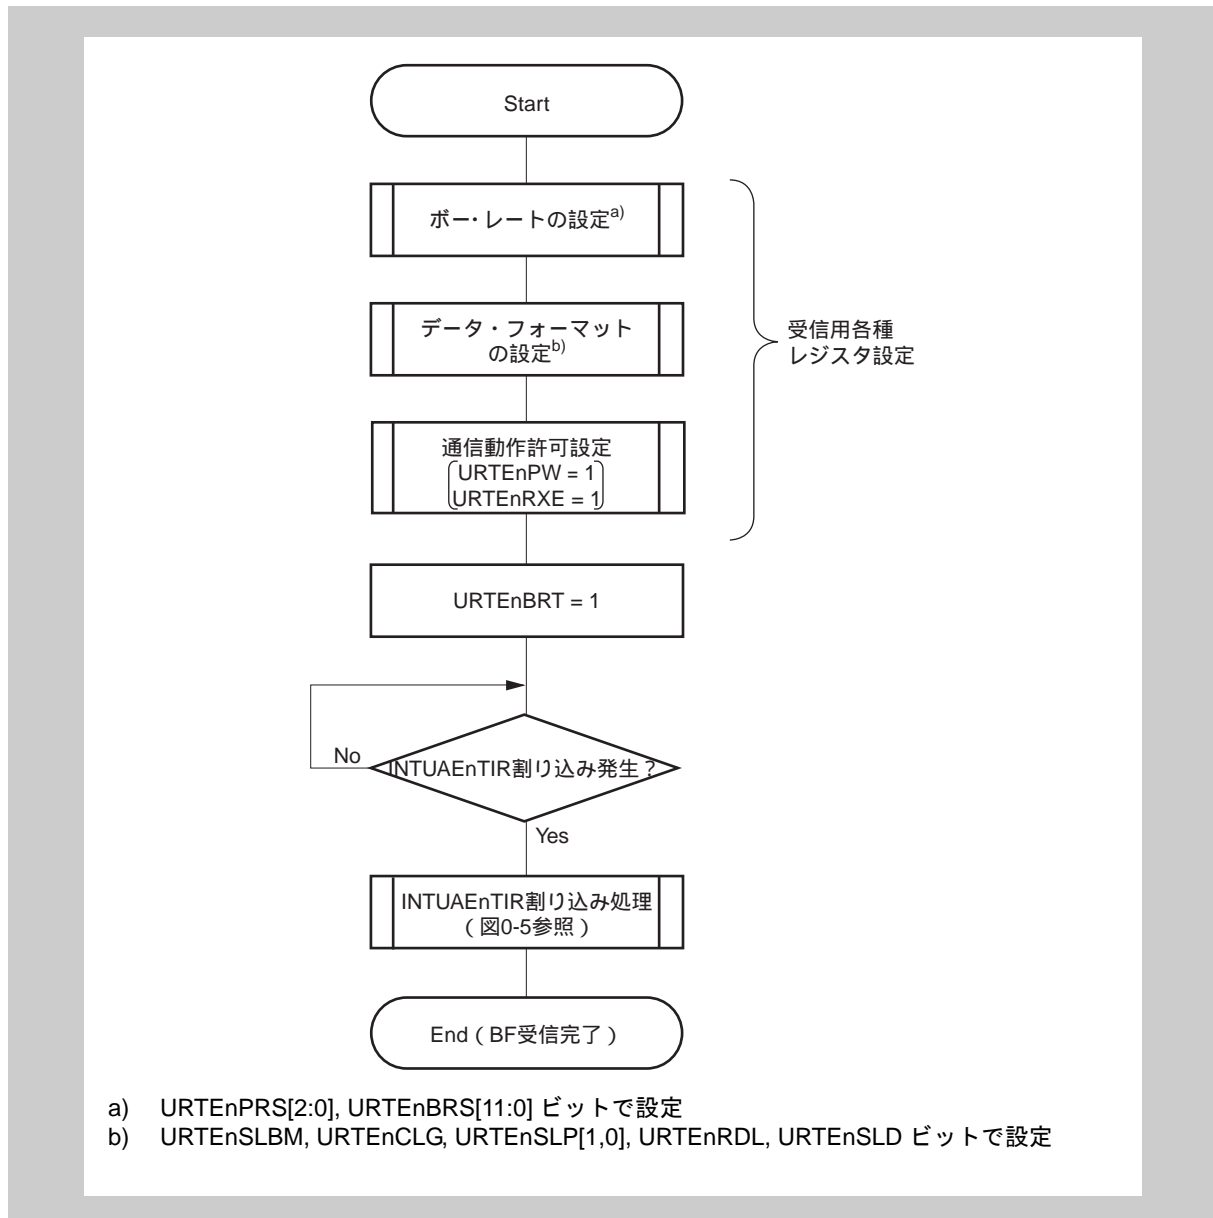 Start
ボー・レートの設定a)
データ・フォーマット
の設定b)
受信用各種
レジスタ設定
通信動作許可設定
URTEnPW = 1
URTEnRXE = 1
URTEnBRT = 1
No
INTUAEnTIR割り込み発生？
Yes
INTUAEnTIR割り込み処理
（図0-5参照）
End（BF受信完了）
a) URTEnPRS[2:0], URTEnBRS[11:0] ビットで設定
b) URTEnSLBM, URTEnCLG, URTEnSLP[1,0], URTEnRDL, URTEnSLD ビットで設定